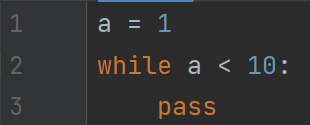 1 a = 1
2 while a < 10:
3     pass